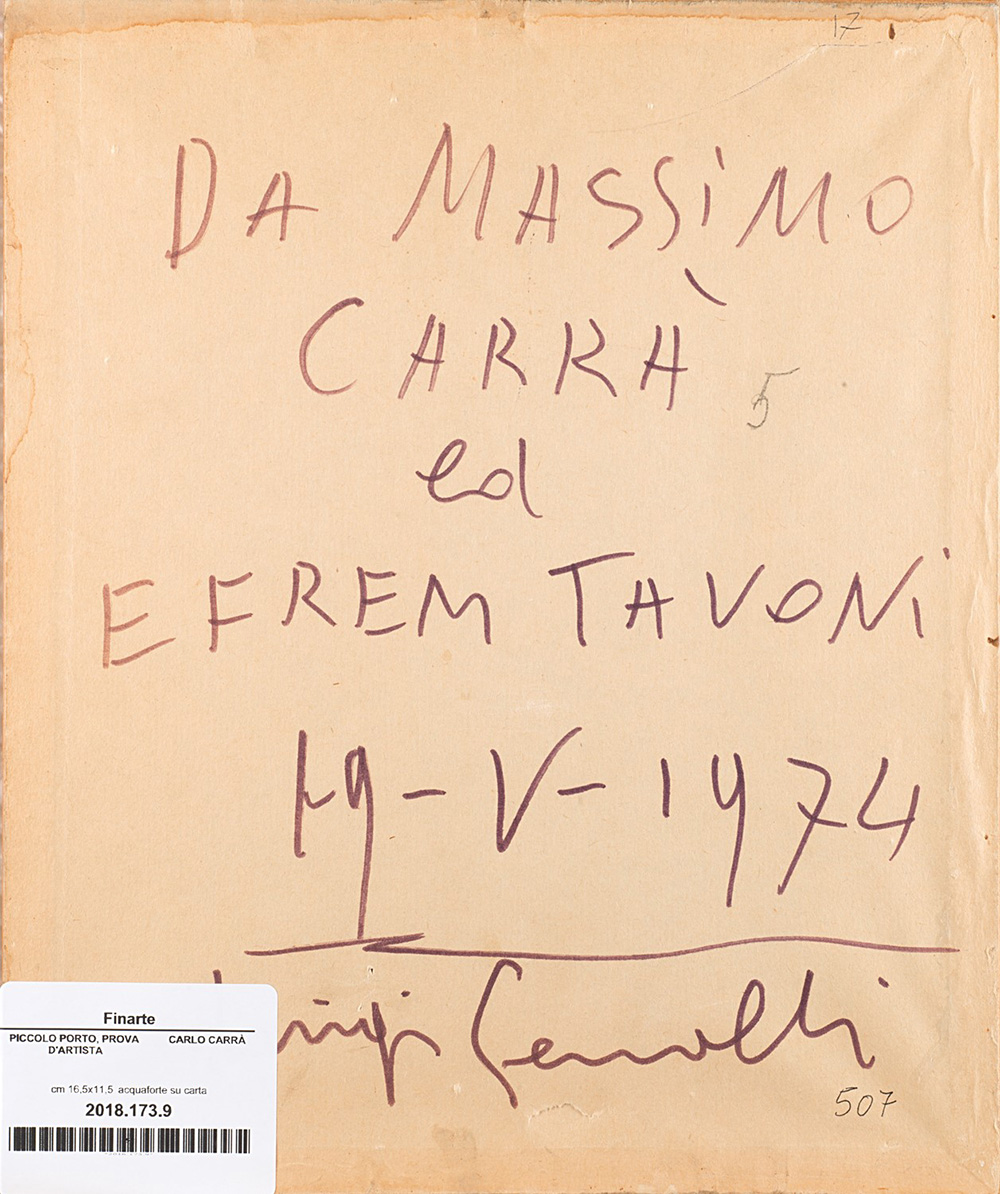 17
DA MASSIMO
CARRÀ
5
ed
EFREM TAVONI
19-V-1974
Luigi
507
Finarte
PICCOLO PORTO, PROVA D'ARTISTA
CARLO CARRÀ
cm 16,5x11,5 acquaforte su carta
2018.173.9